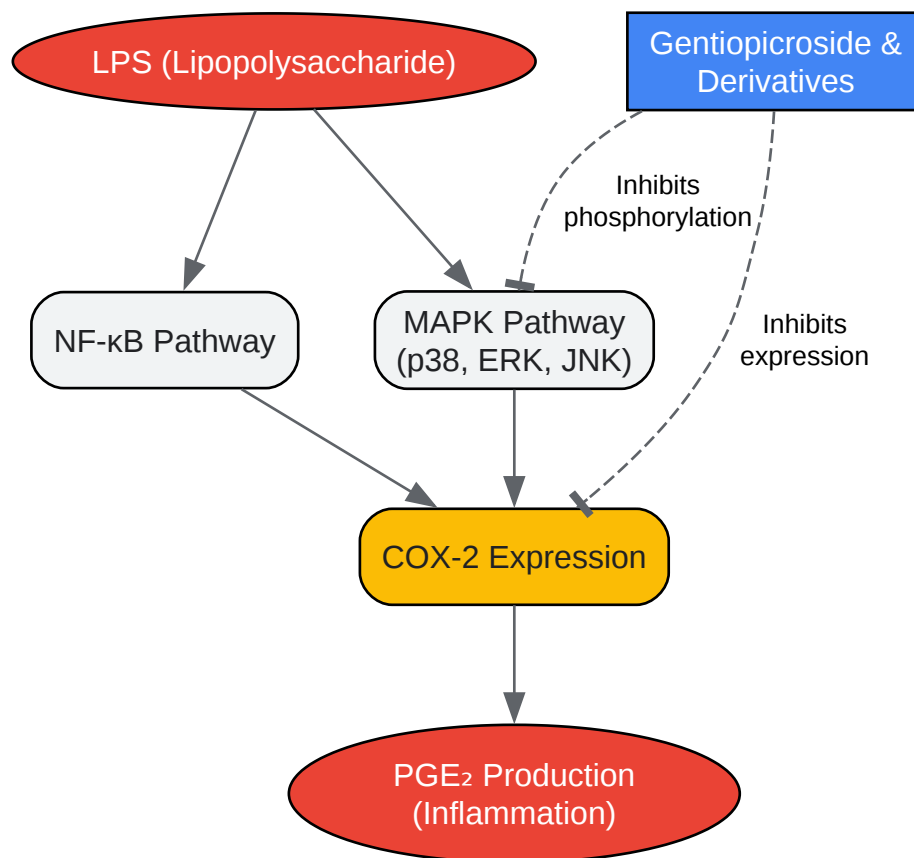 LPS (Lipopolysaccharide)
Gentiopicroside &
Derivatives
Inhibits
phosphorylation
NF-κB Pathway
MAPK Pathway
(p38, ERK, JNK)
Inhibits
expression
COX-2 Expression
PGE₂ Production
(Inflammation)